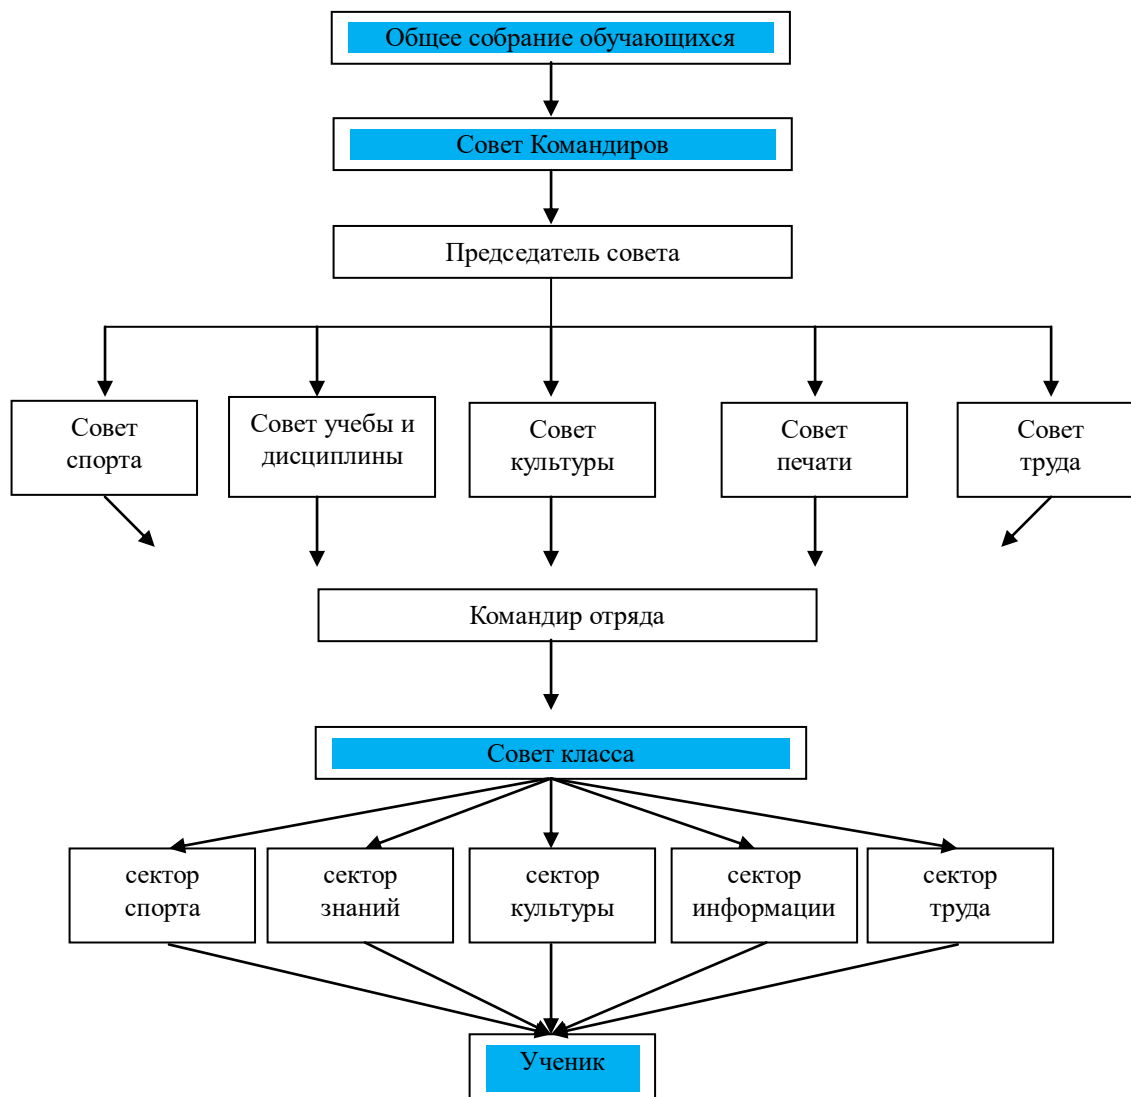 Общее собрание обучающихся
Совет Командиров
Председатель совета
Совет
спорта
Совет учебы и
дисциплины
Совет
культуры
Совет
печати
Совет
труда
Командир отряда
Совет класса
сектор
спорта
сектор
знаний
сектор
культуры
сектор
информации
сектор
труда
Ученик